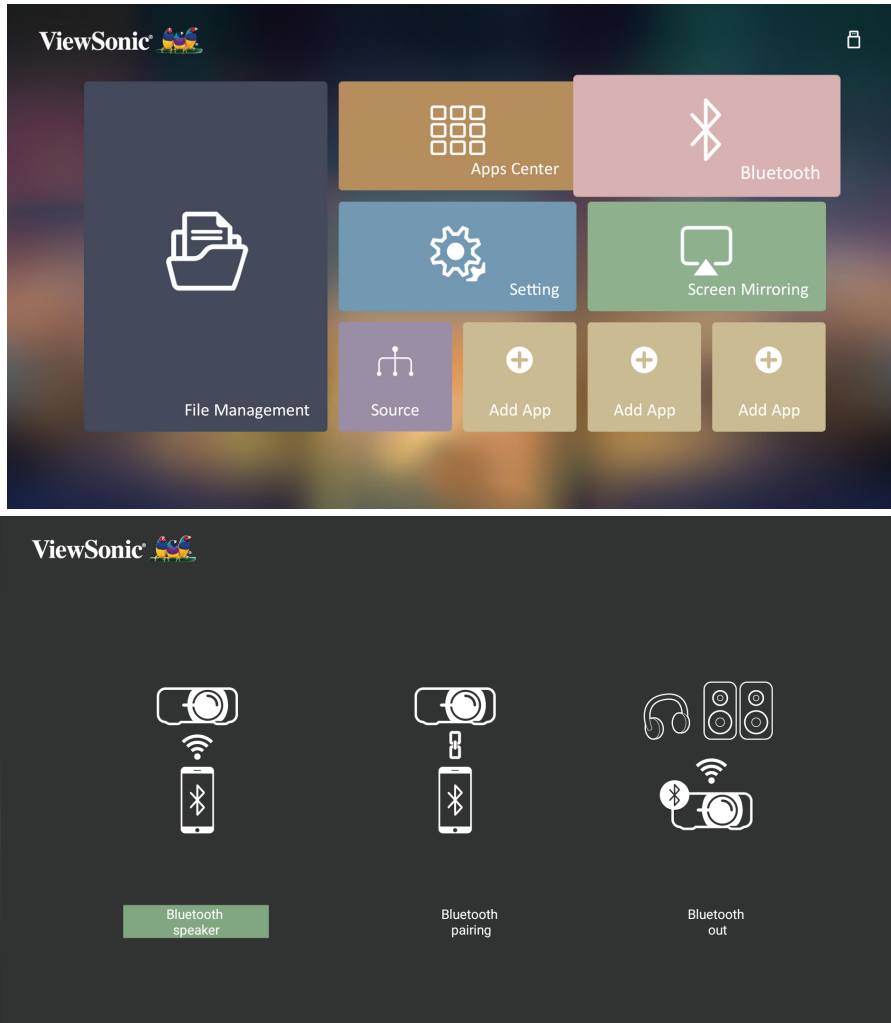 ViewSonic®
Apps Center
Bluetooth
Setting
Screen Mirroring
File Management
Source
Add App
Add App
Add App
ViewSonic®
Bluetooth
speaker
Bluetooth
pairing
Bluetooth
out